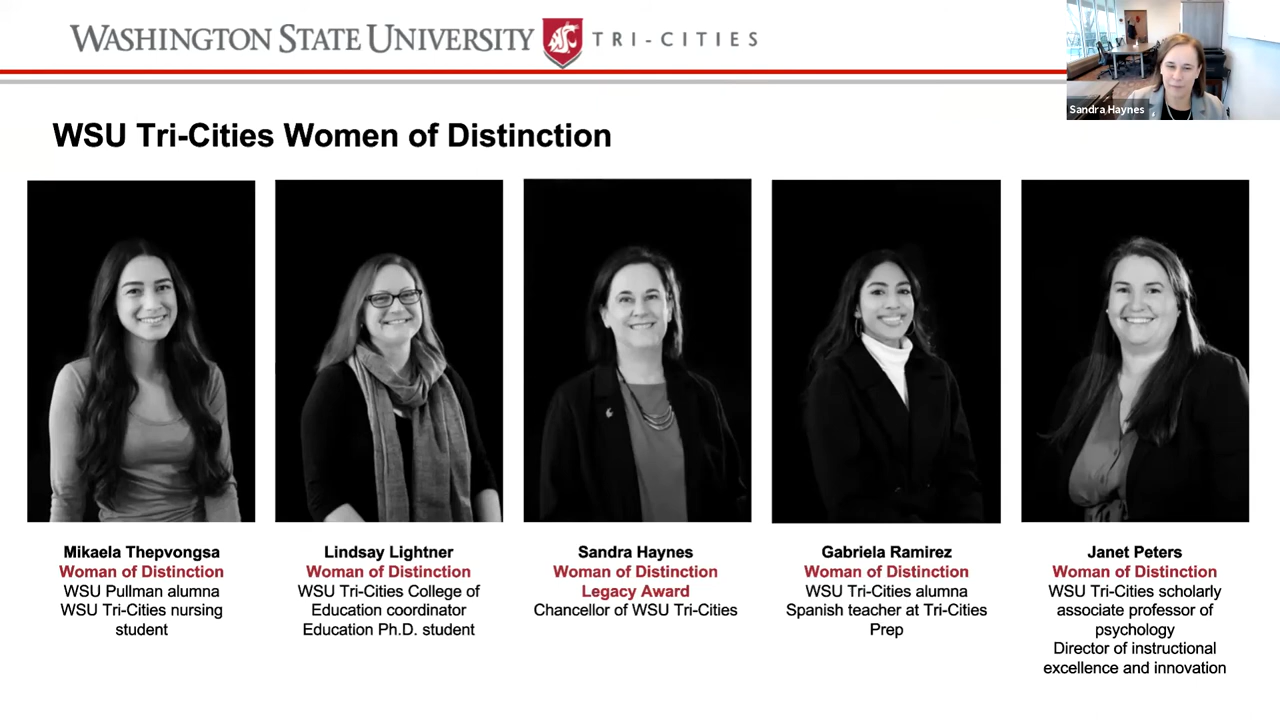 WASHINGTON STATE UNIVERSITY TRI-CITIES
Sandra Haynes
WSU Tri-Cities Women of Distinction
Mikaela Thepvongsa
Woman of Distinction
WSU Pullman alumna
WSU Tri-Cities nursing
student
Lindsay Lightner
Woman of Distinction
WSU Tri-Cities College of
Education coordinator
Education Ph.D. student
Sandra Haynes
Woman of Distinction
Legacy Award
Chancellor of WSU Tri-Cities
Gabriela Ramirez
Woman of Distinction
WSU Tri-Cities alumna
Spanish teacher at Tri-Cities
Prep
Janet Peters
Woman of Distinction
WSU Tri-Cities scholarly
associate professor of
psychology
Director of instructional
excellence and innovation